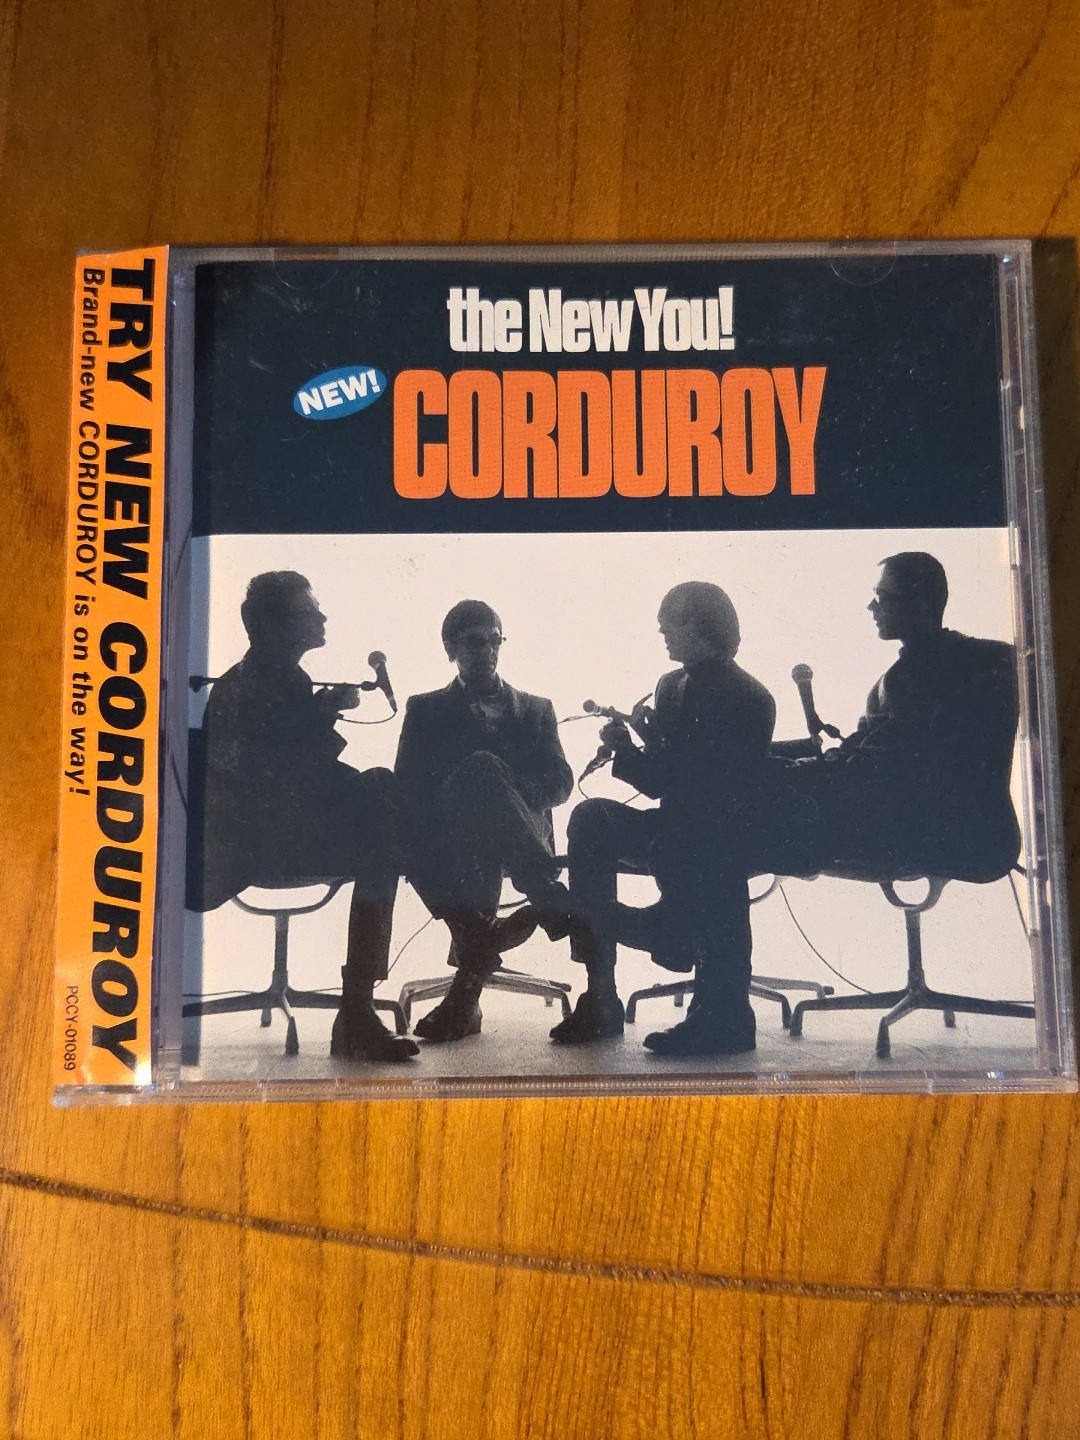 TRY NEW CORDUROY
Brand-new CORDUROY is on the way!
PCCY-01089
the New You!
NEW!
CORDUROY